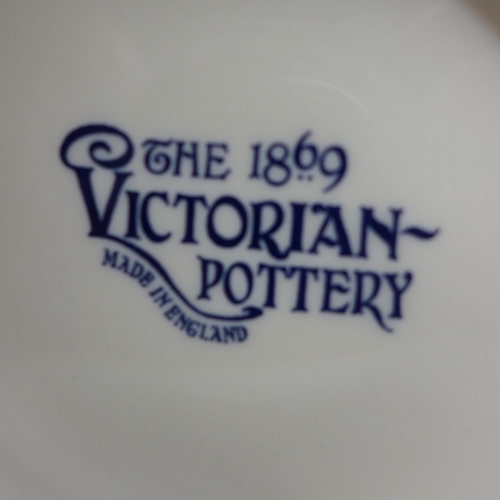 THE 1869
VICTORIAN~
POTTERY
MADE IN ENGLAND